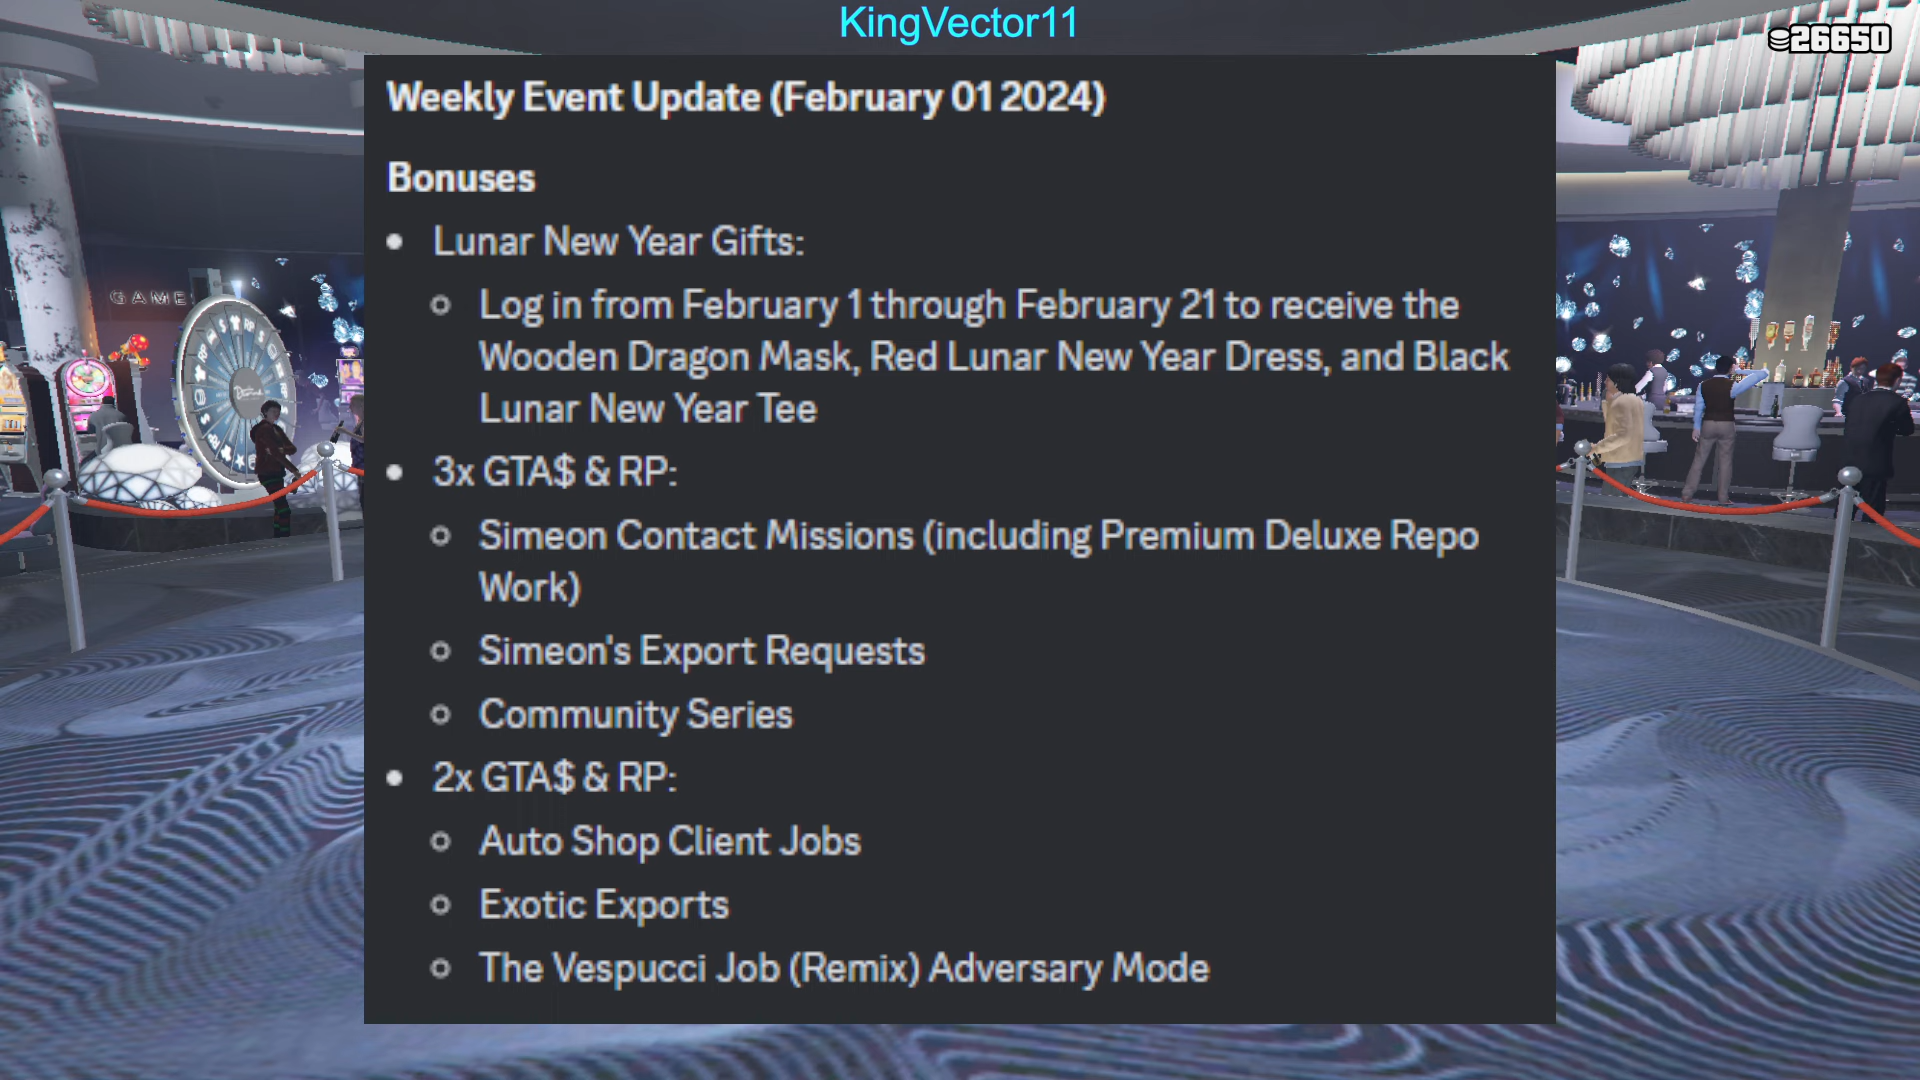 KingVector11
26650
Weekly Event Update (February 01 2024)
Bonuses
Lunar New Year Gifts:
Log in from February 1 through February 21 to receive the
Wooden Dragon Mask, Red Lunar New Year Dress, and Black
Lunar New Year Tee
3x GTA$ & RP:
Simeon Contact Missions (including Premium Deluxe Repo
Work)
Simeon's Export Requests
Community Series
2x GTA$ & RP:
Auto Shop Client Jobs
Exotic Exports
The Vespucci Job (Remix) Adversary Mode
GAME
RP